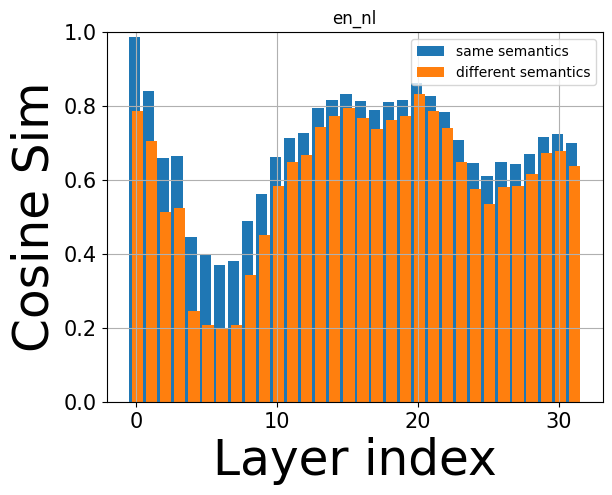 en_nl
same semantics
different semantics
Cosine Sim
1.0
0.8
0.6
0.4
0.2
0.0
0 10 20 30
Layer index